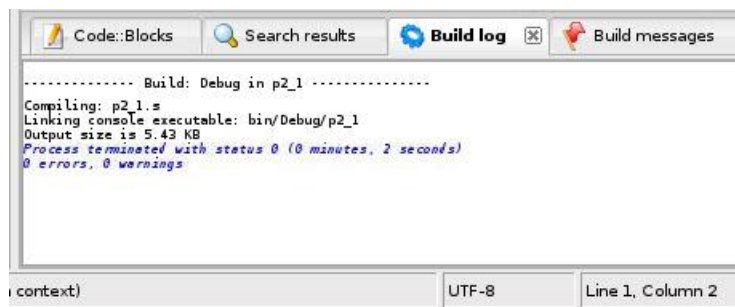 Code::Blocks Search results Build log Build messages
-------------- Build: Debug in p2_1 ---------------
Compiling: p2_1.s
Linking console executable: bin/Debug/p2_1
Output size is 5.43 KB
Process terminated with status 0 (0 minutes, 2 seconds)
0 errors, 0 warnings
context) UTF-8 Line 1, Column 2